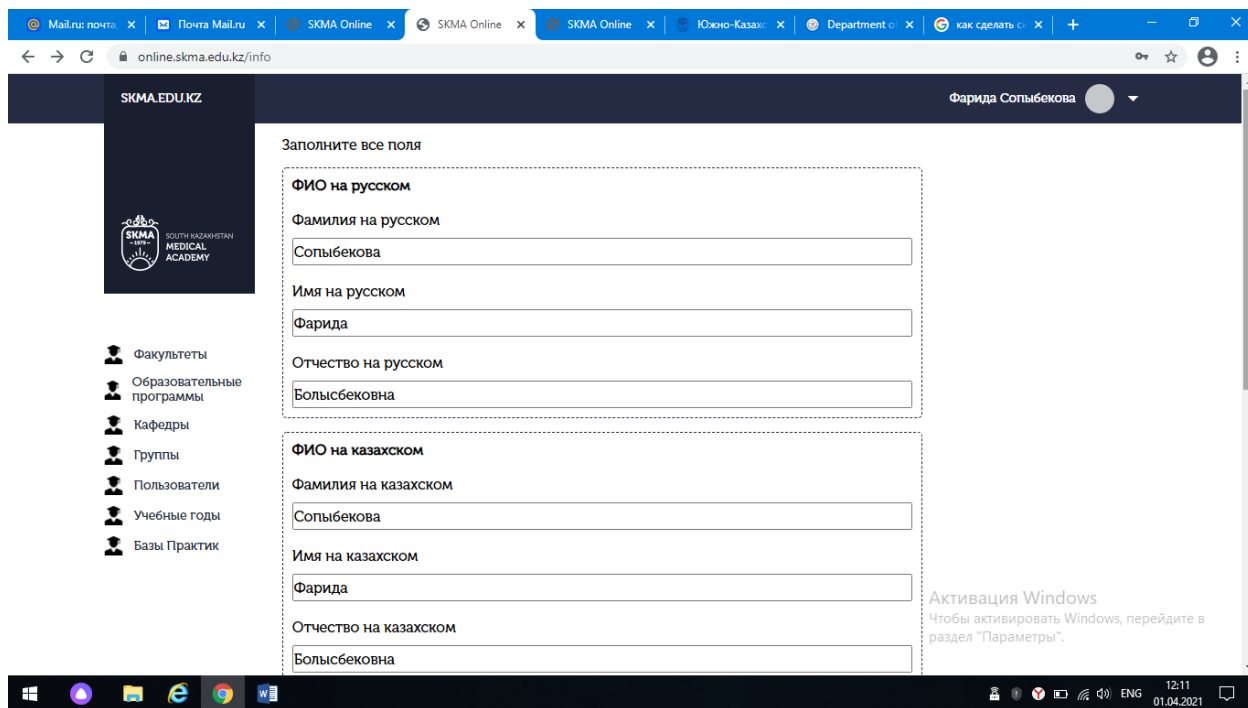 Mail.ru: почта,
Почта Mail.ru
SKMA Online
SKMA Online
SKMA Online
Южно-Казахс
Department o
как сделать с
online.skma.edu.kz/info
SKMA.EDU.KZ
Фарида Сопыбекова
Заполните все поля
ФИО на русском
Фамилия на русском
Сопыбекова
Имя на русском
Фарида
Отчество на русском
Болысбековна
ФИО на казахском
Фамилия на казахском
Сопыбекова
Имя на казахском
Фарида
Отчество на казахском
Болысбековна
SKMA
-1979-
SOUTH KAZAKHSTAN
MEDICAL
ACADEMY
Факультеты
Образовательные
программы
Кафедры
Группы
Пользователи
Учебные годы
Базы Практик
Активация Windows
Чтобы активировать Windows, перейдите в
раздел "Параметры".
ENG
12:11
01.04.2021